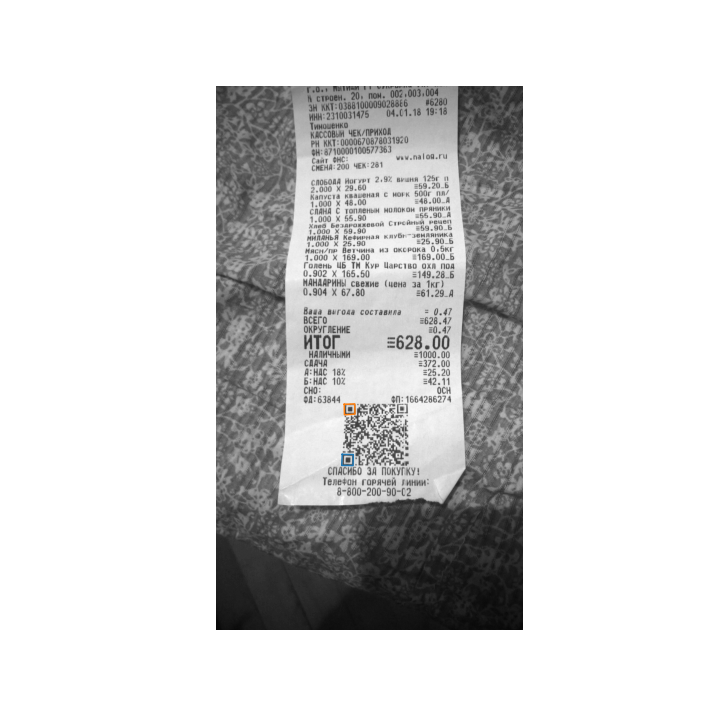 й строен. 20, пом. 002,003,004
ЗН ККТ:0388100009028886 #6280
ИНН:2310031475 04.01.18 19:18
Тимошенко
КАССОВЫЙ ЧЕК/ПРИХОД
РН ККТ:0000670878031920
ФН:8710000100577363
Сайт ФНС: www.nalog.ru
СМЕНА:200 ЧЕК:281
СЛОБОДА Йогурт 2,9% вишня 125г п
2.000 X 29.60 ≡59.20_Б
Капуста квашеная с морк 500г пл/
1.000 X 48.00 ≡48.00_А
СЛАНА С топленым молоком пряники
1.000 X 55.90 ≡55.90_А
Хлеб Бездрожжевой Стройный рецеп
1.000 X 59.90 ≡59.90_Б
МИЛАНЬЯ Кефирная клубн-земляника
1.000 X 25.90 ≡25.90_Б
Мясн/пр Ветчина из окорока 0,5кг
1.000 X 169.00 ≡169.00_Б
Голень ЦБ ТМ Кур Царство охл под
0.902 X 165.50 ≡149.28_Б
МАНДАРИНЫ свежие (цена за 1кг)
0.904 X 67.80 ≡61.29_А
Ваша выгода составила = 0.47
ВСЕГО ≡628.47
ОКРУГЛЕНИЕ ≡0.47
ИТОГ ≡628.00
НАЛИЧНЫМИ ≡1000.00
СДАЧА ≡372.00
А:НДС 18% ≡25.20
Б:НДС 10% ≡42.11
СНО: ОСН
ФД:63844 ФП:1664286274
СПАСИБО ЗА ПОКУПКУ!
Телефон горячей линии:
8-800-200-90-02